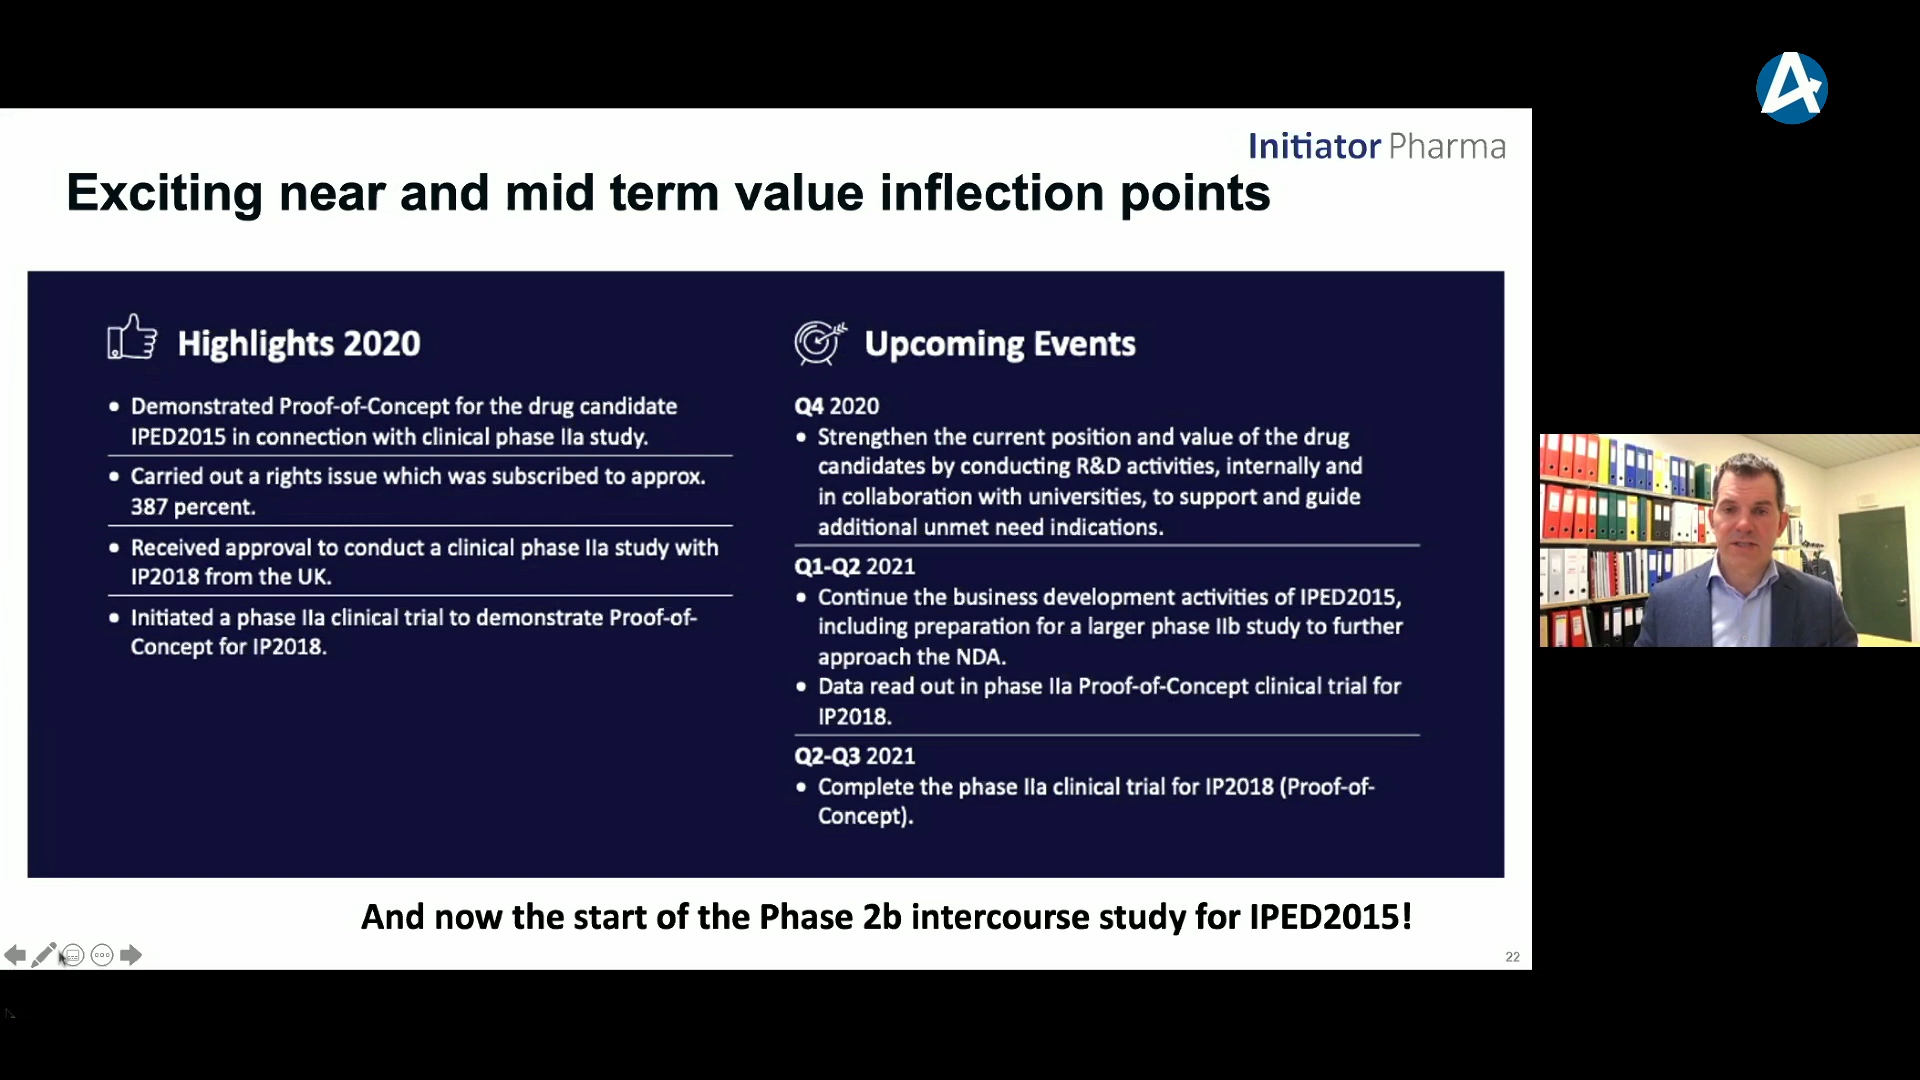 Initiator Pharma
Exciting near and mid term value inflection points
Highlights 2020
• Demonstrated Proof-of-Concept for the drug candidate
IPED2015 in connection with clinical phase IIa study.
• Carried out a rights issue which was subscribed to approx.
387 percent.
• Received approval to conduct a clinical phase IIa study with
IP2018 from the UK.
• Initiated a phase IIa clinical trial to demonstrate Proof-of-
Concept for IP2018.
Upcoming Events
Q4 2020
• Strengthen the current position and value of the drug
candidates by conducting R&D activities, internally and
in collaboration with universities, to support and guide
additional unmet need indications.
Q1-Q2 2021
• Continue the business development activities of IPED2015,
including preparation for a larger phase IIb study to further
approach the NDA.
• Data read out in phase IIa Proof-of-Concept clinical trial for
IP2018.
Q2-Q3 2021
• Complete the phase IIa clinical trial for IP2018 (Proof-of-
Concept).
And now the start of the Phase 2b intercourse study for IPED2015!
22